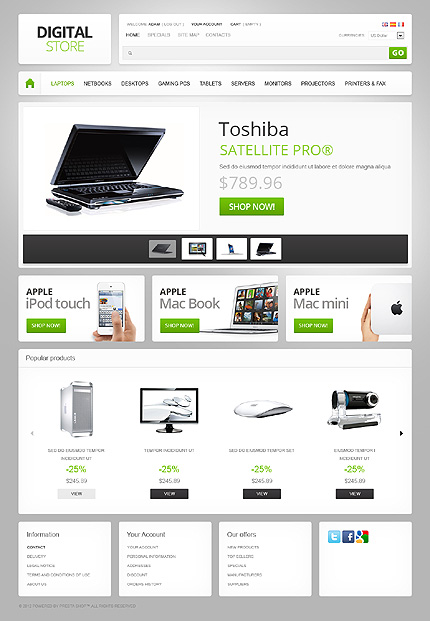 DIGITAL
STORE
WELCOME ADAM ( LOG OUT ) YOUR ACCOUNT CART: ( EMPTY )
HOME SPECIALS SITE MAP CONTACTS
CURRENCIES: US Dollar
GO
LAPTOPS NETBOOKS DESKTOPS GAMING PCS TABLETS SERVERS MONITORS PROJECTORS PRINTERS & FAX
Toshiba
SATELLITE PRO®
Sed do eiusmod tempor incididunt ut labore et dolore magna aliqua
$789.96
SHOP NOW!
APPLE
iPod touch
SHOP NOW!
APPLE
Mac Book
SHOP NOW!
APPLE
Mac mini
SHOP NOW!
Popular products
SED DO EIUSMOD TEMPOR
INCIDIDUNT UT
-25%
$245.89
VIEW
TEMPOR INCIDIDUNT UT
-25%
$245.89
VIEW
SED DO EIUSMOD TEMPOR SET
-25%
$245.89
VIEW
EIUSMOD TEMPOR I
NCIDIDUNT UT
-25%
$245.89
VIEW
Information
CONTACT
DELIVERY
LEGAL NOTICE
TERMS AND CONDITIONS OF USE
ABOUT US
Your Account
YOUR ACCOUNT
PERSONAL INFORMATION
ADDRESSES
DISCOUNT
ORDER HISTORY
Our offers
NEW PRODUCTS
TOP SELLERS
SPECIALS
MANUFACTURERS
SUPPLIERS
POWERED BY PRESTASHOP™. ALL RIGHTS RESERVED